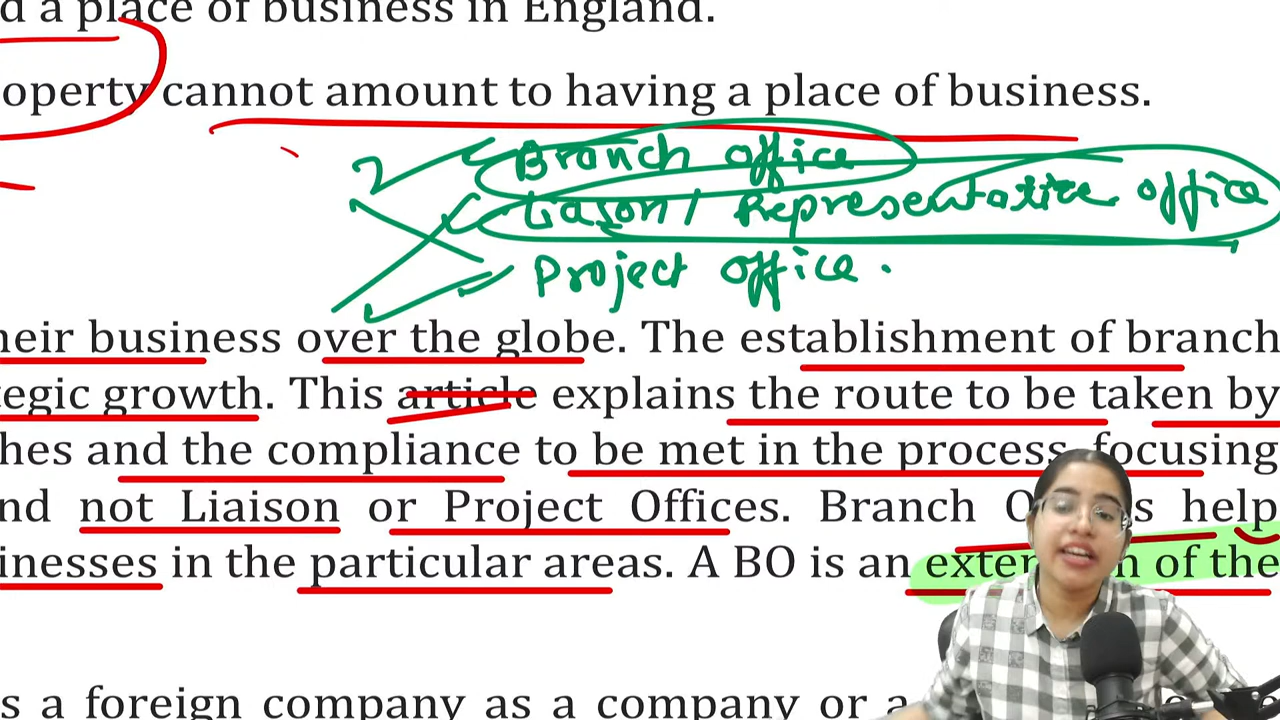 d a place of business in England.
operty cannot amount to having a place of business.
Branch office
Liason/ Representative office
Project office.
heir business over the globe. The establishment of branch
tegic growth. This article explains the route to be taken by
hes and the compliance to be met in the process, focusing
nd not Liaison or Project Offices. Branch O s help
inesses in the particular areas. A BO is an exten n of the
s a foreign company as a company or a